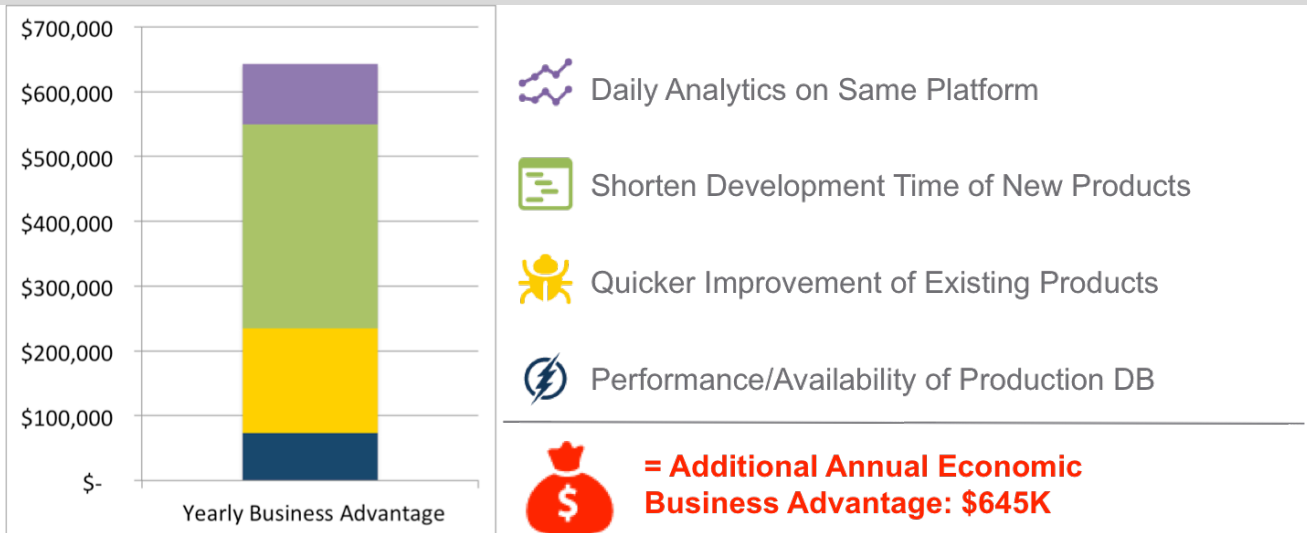 $700,000
$600,000
$500,000
$400,000
$300,000
$200,000
$100,000
$-
Yearly Business Advantage
Daily Analytics on Same Platform
Shorten Development Time of New Products
Quicker Improvement of Existing Products
Performance/Availability of Production DB
$
= Additional Annual Economic
Business Advantage: $645K